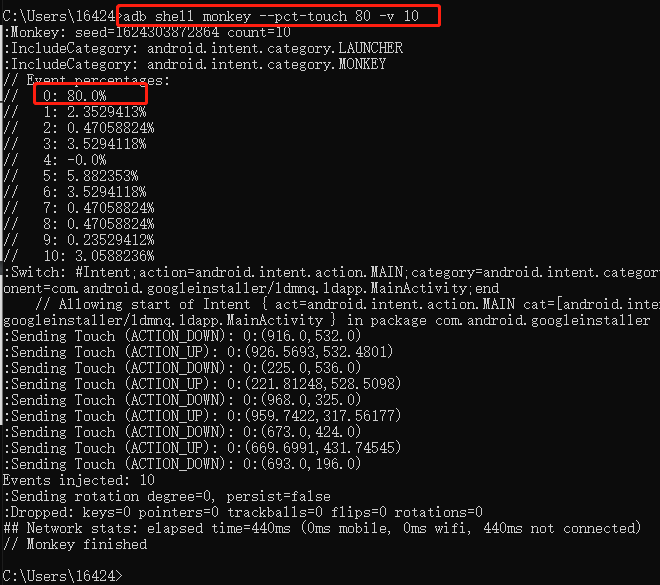 C:\Users\16424>adb shell monkey --pct-touch 80 -v 10
:Monkey: seed=1624303872864 count=10
:IncludeCategory: android.intent.category.LAUNCHER
:IncludeCategory: android.intent.category.MONKEY
// Event percentages:
//   0: 80.0%
//   1: 2.3529413%
//   2: 0.47058824%
//   3: 3.5294118%
//   4: -0.0%
//   5: 5.882353%
//   6: 3.5294118%
//   7: 0.47058824%
//   8: 0.47058824%
//   9: 0.23529412%
//   10: 3.0588236%
:Switch: #Intent;action=android.intent.action.MAIN;category=android.intent.categor
onent=com.android.googleinstaller/ldmnq.ldapp.MainActivity;end
    // Allowing start of Intent { act=android.intent.action.MAIN cat=[android.inte
googleinstaller/ldmnq.ldapp.MainActivity } in package com.android.googleinstaller
:Sending Touch (ACTION_DOWN): 0:(916.0,532.0)
:Sending Touch (ACTION_UP): 0:(926.5693,532.4801)
:Sending Touch (ACTION_DOWN): 0:(225.0,536.0)
:Sending Touch (ACTION_UP): 0:(221.81248,528.5098)
:Sending Touch (ACTION_DOWN): 0:(968.0,325.0)
:Sending Touch (ACTION_UP): 0:(959.7422,317.56177)
:Sending Touch (ACTION_DOWN): 0:(673.0,424.0)
:Sending Touch (ACTION_UP): 0:(669.6991,431.74545)
:Sending Touch (ACTION_DOWN): 0:(693.0,196.0)
Events injected: 10
:Sending rotation degree=0, persist=false
:Dropped: keys=0 pointers=0 trackballs=0 flips=0 rotations=0
## Network stats: elapsed time=440ms (0ms mobile, 0ms wifi, 440ms not connected)
// Monkey finished
C:\Users\16424>